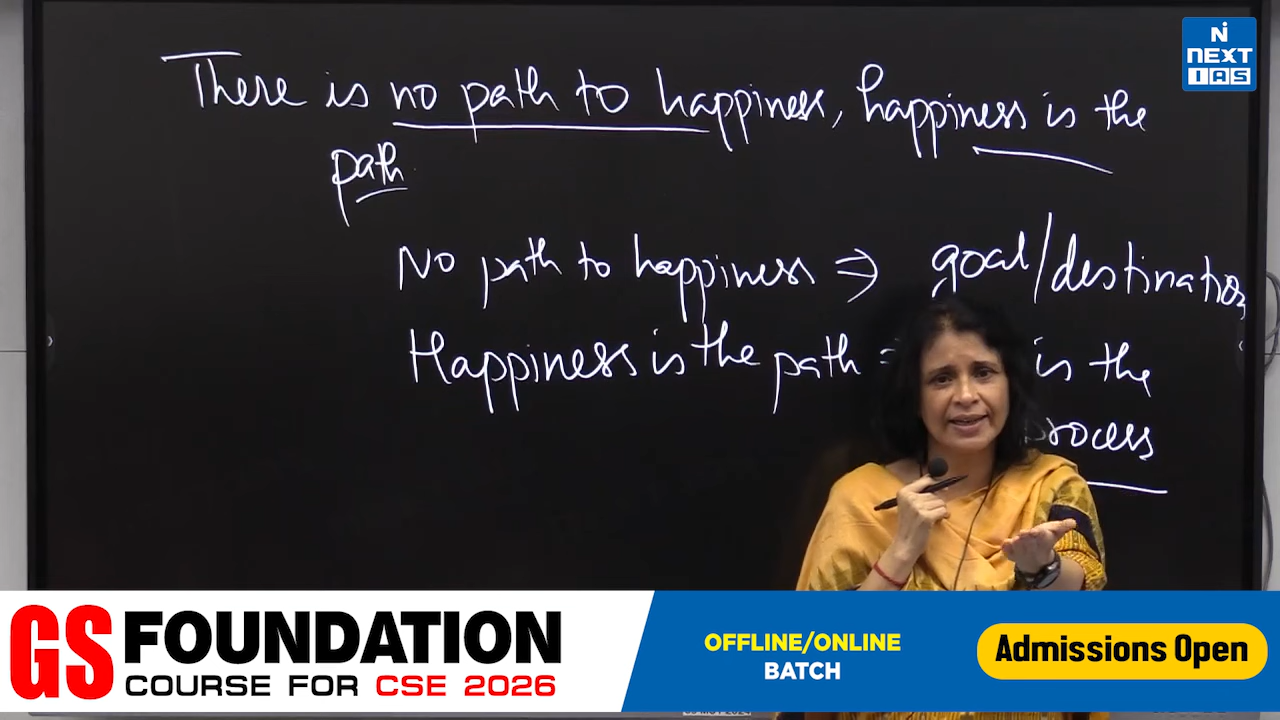 There is no path to happiness, happiness is the
path.
No path to happiness ⇒ goal/destination
Happiness is the path = is the
process
NEXT
IAS
GS FOUNDATION
COURSE FOR CSE 2026
OFFLINE/ONLINE
BATCH
Admissions Open